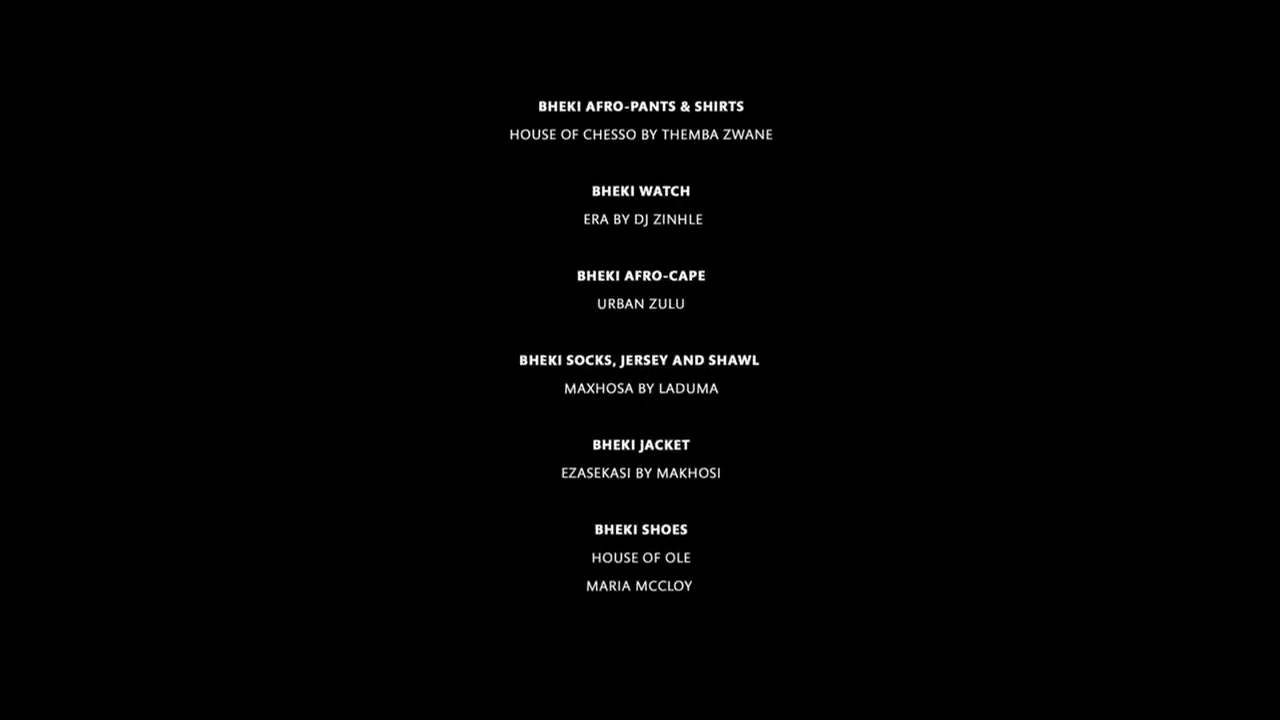 BHEKI AFRO-PANTS & SHIRTS
HOUSE OF CHESSO BY THEMBA ZWANE
BHEKI WATCH
ERA BY DJ ZINHLE
BHEKI AFRO-CAPE
URBAN ZULU
BHEKI SOCKS, JERSEY AND SHAWL
MAXHOSA BY LADUMA
BHEKI JACKET
EZASEKASI BY MAKHOSI
BHEKI SHOES
HOUSE OF OLE
MARIA MCCLOY